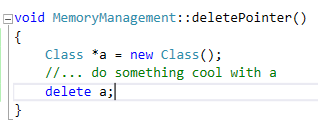 void MemoryManagement::deletePointer()
{
    Class *a = new Class();
    //... do something cool with a
    delete a;
}